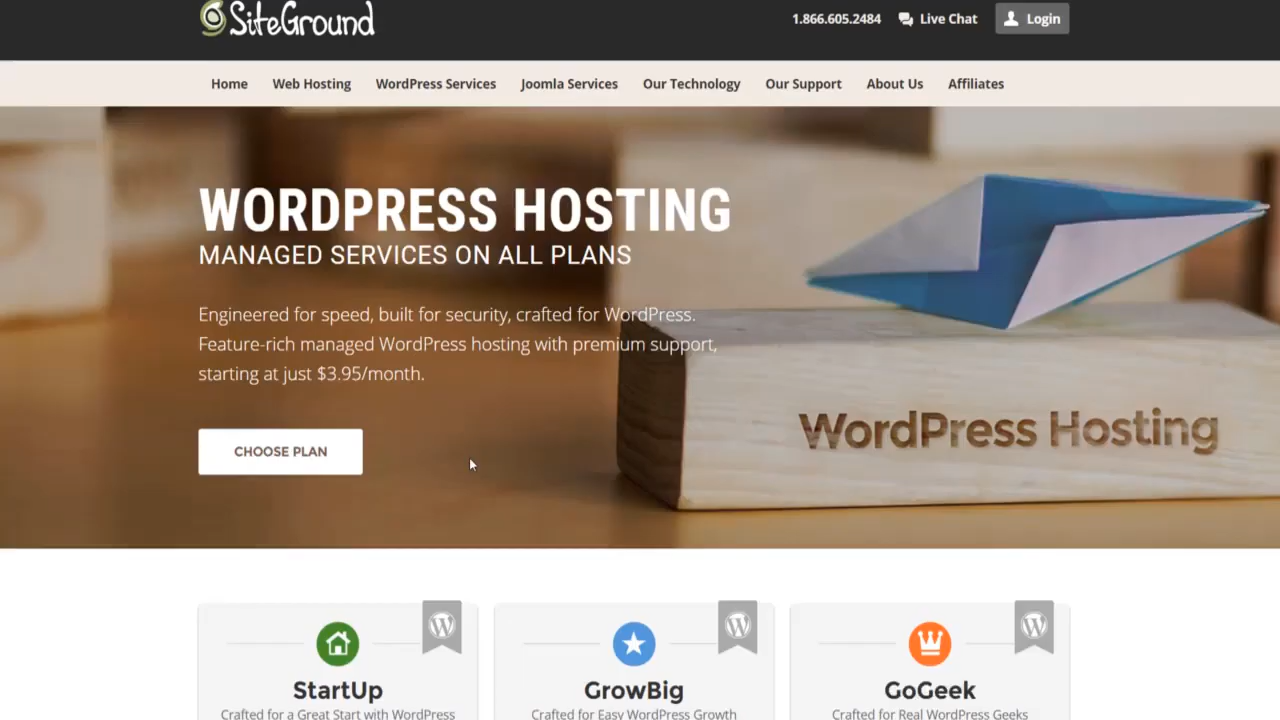 SiteGround
1.866.605.2484 Live Chat Login
Home Web Hosting WordPress Services Joomla Services Our Technology Our Support About Us Affiliates
WORDPRESS HOSTING
MANAGED SERVICES ON ALL PLANS
Engineered for speed, built for security, crafted for WordPress.
Feature-rich managed WordPress hosting with premium support,
starting at just $3.95/month.
CHOOSE PLAN
WordPress Hosting
StartUp GrowBig GoGeek
Crafted for a Great Start with WordPress Crafted for Easy WordPress Growth Crafted for Real WordPress Geeks